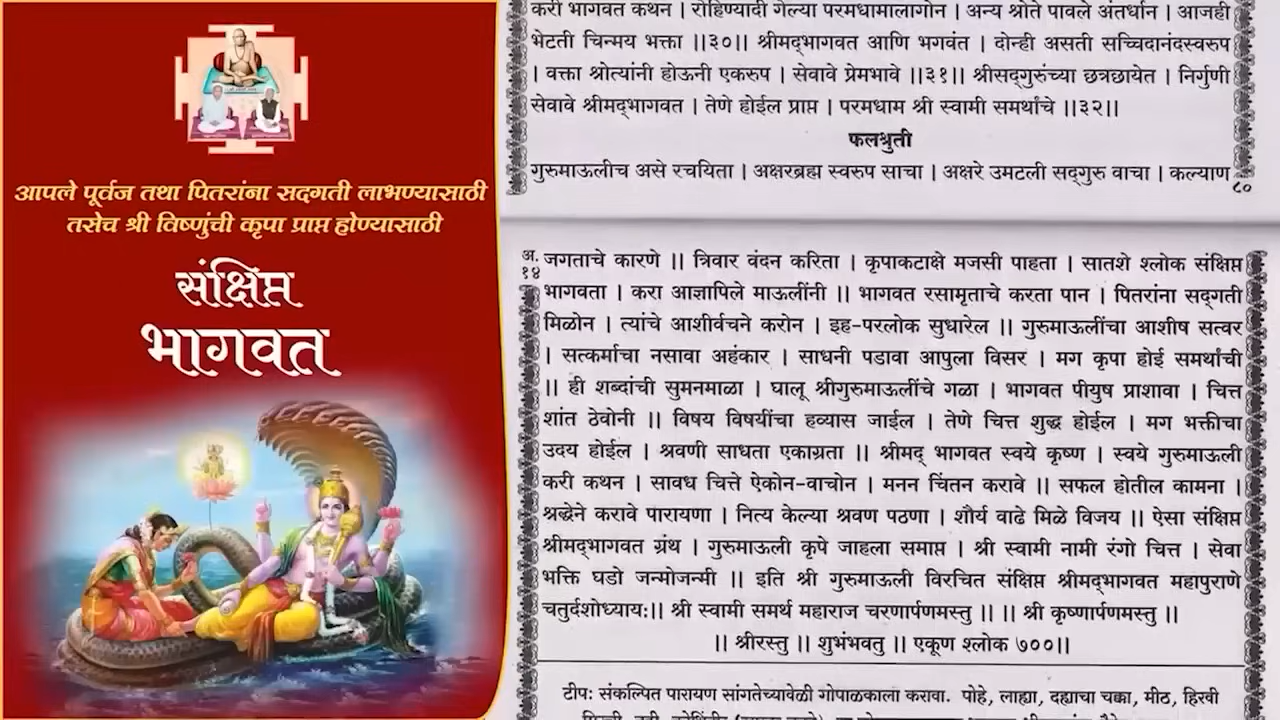 आपले पूर्वज तथा पितरांना सदगती लाभण्यासाठी
तसेच श्री विष्णुंची कृपा प्राप्त होण्यासाठी
संक्षिप्त
भागवत
करी भागवत कथन | रोहिण्यादी गेल्या परमधामालागोन | अन्य श्रोते पावले अंतर्धान | आजही
भेटती चिन्मय भक्ता ||३०|| श्रीमद्‌भागवत आणि भगवंत | दोन्ही असती सच्चिदानंदस्वरुप
| वक्ता श्रोत्यांनी होऊनी एकरुप | सेवावे प्रेमभावे ||३१|| श्रीसद्‌गुरुंच्या छत्रछायेत | निर्गुणी
सेवावे श्रीमद्‌भागवत | तेणे होईल प्राप्त | परमधाम श्री स्वामी समर्थांचे ||३२||
फलश्रुती
गुरुमाऊलीच असे रचयिता | अक्षरब्रह्म स्वरुप साचा | अक्षरे उमटली सद्‌गुरु वाचा | कल्याण
८०
अ.
१४
जगताचे कारणे || त्रिवार वंदन करिता | कृपाकटाक्षे मजसी पाहता | सातशे श्लोक संक्षिप्त
भागवता | करा आज्ञापिले माऊलींनी || भागवत रसामृताचे करता पान | पितरांना सद्‌गती
मिळोन | त्यांचे आशीर्वचने करोन | इह-परलोक सुधारेल || गुरुमाऊलींचा आशीष सत्वर
| सत्कर्माचा नसावा अहंकार | साधनी पडावा आपुला विसर | मग कृपा होई समर्थांची
|| ही शब्दांची सुमनमाळा | घालू श्रीगुरुमाऊलींचे गळा | भागवत पीयुष प्राशावा | चित्त
शांत ठेवोनी || विषय विषयींचा हव्यास जाईल | तेणे चित्त शुद्ध होईल | मग भक्तीचा
उदय होईल | श्रवणी साधता एकाग्रता || श्रीमद् भागवत स्वये कृष्ण | स्वये गुरुमाऊली
करी कथन | सावध चित्ते ऐकोन-वाचोन | मनन चिंतन करावे || सफल होतील कामना |
श्रद्धेने करावे पारायणा | नित्य केल्या श्रवण पठणा | शौर्य वाढे मिळे विजय || ऐसा संक्षिप्त
श्रीमद्‌भागवत ग्रंथ | गुरुमाऊली कृपे जाहला समाप्त | श्री स्वामी नामी रंगो चित्त | सेवा
भक्ति घडो जन्मोजन्मी || इति श्री गुरुमाऊली विरचित संक्षिप्त श्रीमद्‌भागवत महापुराणे
चतुर्दशोध्यायः|| श्री स्वामी समर्थ महाराज चरणार्पणमस्तु || || श्री कृष्णार्पणमस्तु ||
|| श्रीरस्तु || शुभंभवतु || एकूण श्लोक ७००||
टीप: संकल्पित पारायण सांगतेच्यावेळी गोपाळकाला करावा. पोहे, लाह्या, दह्याचा चक्का, मीठ, हिरवी